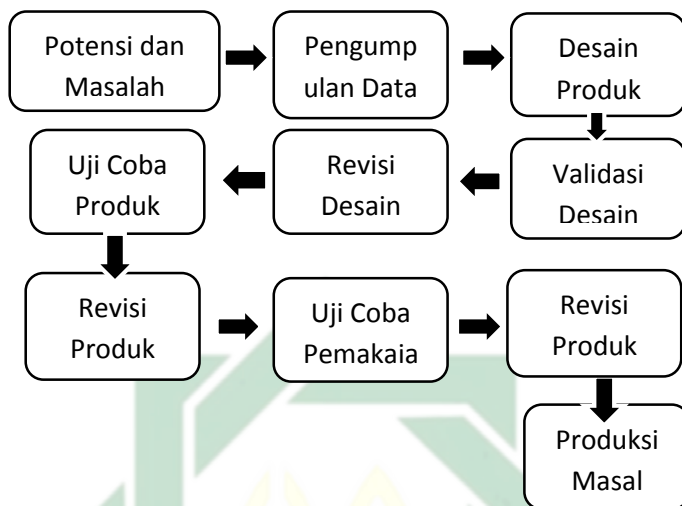 Potensi dan
Masalah
Pengump
ulan Data
Desain
Produk
Validasi
Desain
Revisi
Desain
Uji Coba
Produk
Revisi
Produk
Uji Coba
Pemakaia
Revisi
Produk
Produksi
Masal